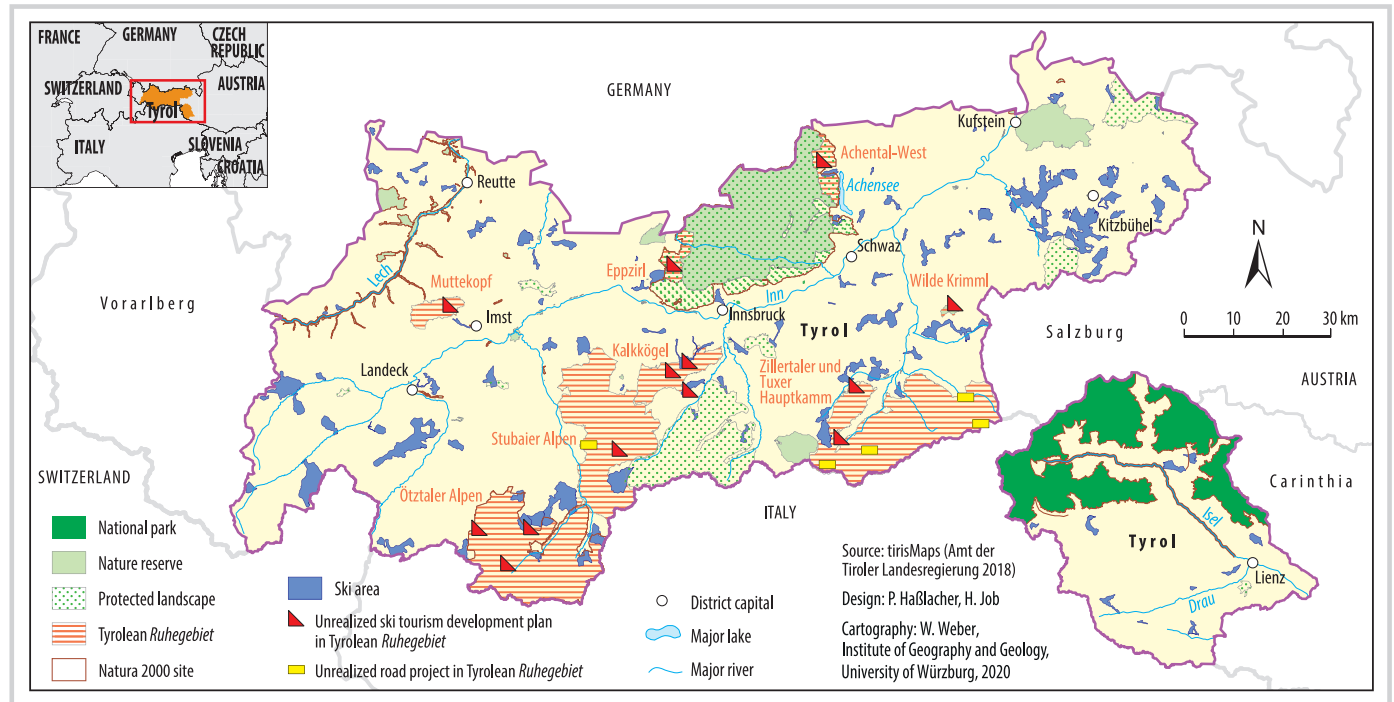 FRANCE
GERMANY
CZECH
REPUBLIC
SWITZERLAND
AUSTRIA
Tyrol
ITALY
SLOVENIA
CROATIA
GERMANY
Kufstein
Achental-West
Achensee
Reutte
Kitzbühel
Schwaz
N
Eppzirl
Lech
Muttekopf
Wilde Krimml
Vorarlberg
Inn
Imst
Innsbruck
Tyrol
Salzburg
0 10 20 30 km
Kalkkögel
Landeck
Zillertaler und
Tuxer
Hauptkamm
AUSTRIA
Stubaier Alpen
SWITZERLAND
Ötztaler Alpen
ITALY
Carinthia
Isel
Tyrol
Lienz
Drau
National park
Nature reserve
Protected landscape
Tyrolean Ruhegebiet
Natura 2000 site
Ski area
Unrealized ski tourism development plan
in Tyrolean Ruhegebiet
Unrealized road project in Tyrolean Ruhegebiet
District capital
Major lake
Major river
Source: tirisMaps (Amt der
Tiroler Landesregierung 2018)
Design: P. Haßlacher, H. Job
Cartography: W. Weber,
Institute of Geography and Geology,
University of Würzburg, 2020